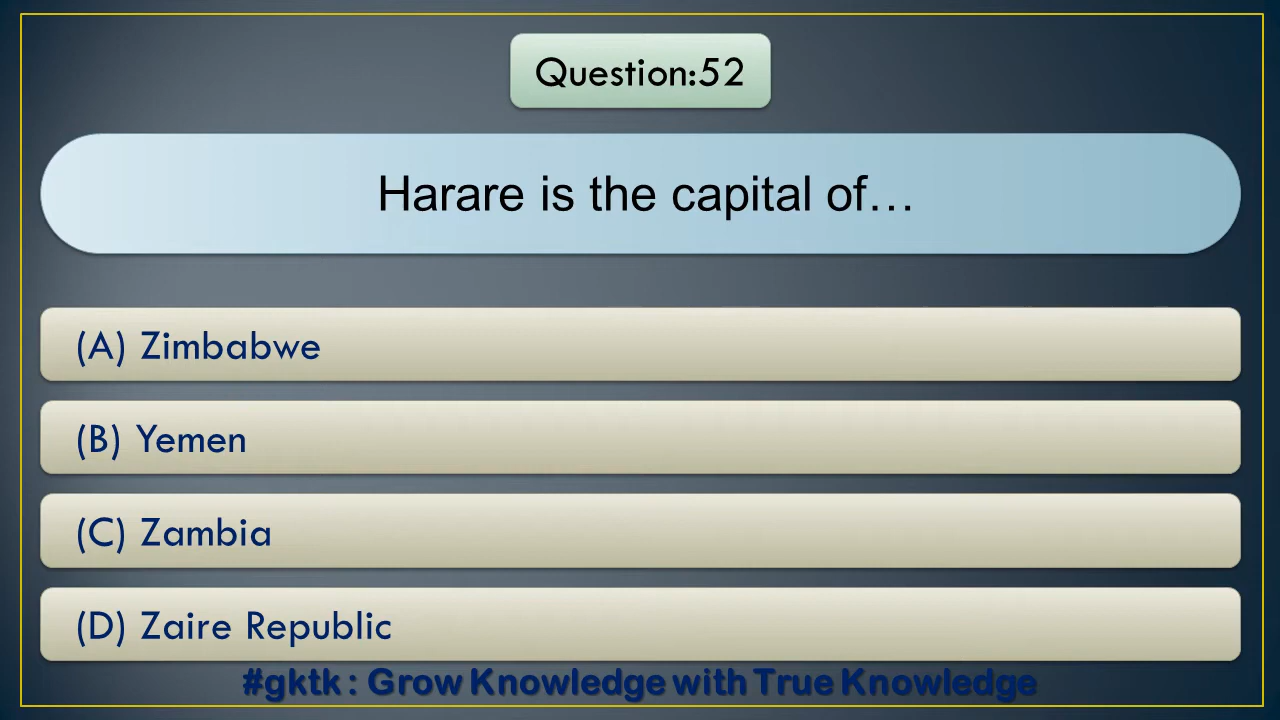 Question:52
Harare is the capital of…
(A) Zimbabwe
(B) Yemen
(C) Zambia
(D) Zaire Republic
#gktk : Grow Knowledge with True Knowledge